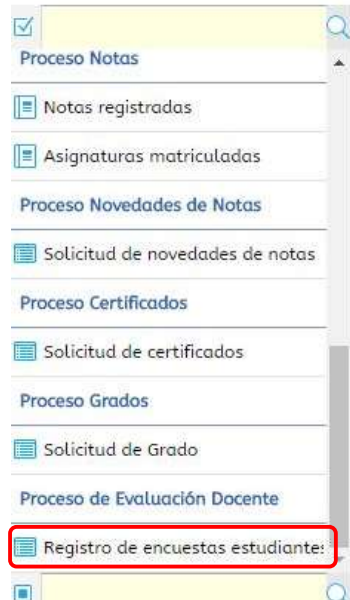 Proceso Notas
Notas registradas
Asignaturas matriculadas
Proceso Novedades de Notas
Solicitud de novedades de notas
Proceso Certificados
Solicitud de certificados
Proceso Grados
Solicitud de Grado
Proceso de Evaluación Docente
Registro de encuestas estudiante